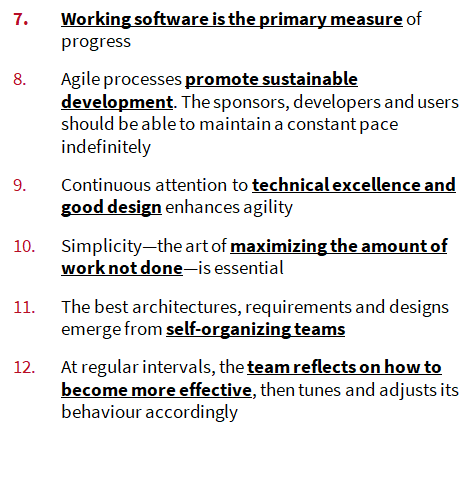 7. Working software is the primary measure of
progress
8. Agile processes promote sustainable
development. The sponsors, developers and users
should be able to maintain a constant pace
indefinitely
9. Continuous attention to technical excellence and
good design enhances agility
10. Simplicity—the art of maximizing the amount of
work not done—is essential
11. The best architectures, requirements and designs
emerge from self-organizing teams
12. At regular intervals, the team reflects on how to
become more effective, then tunes and adjusts its
behaviour accordingly